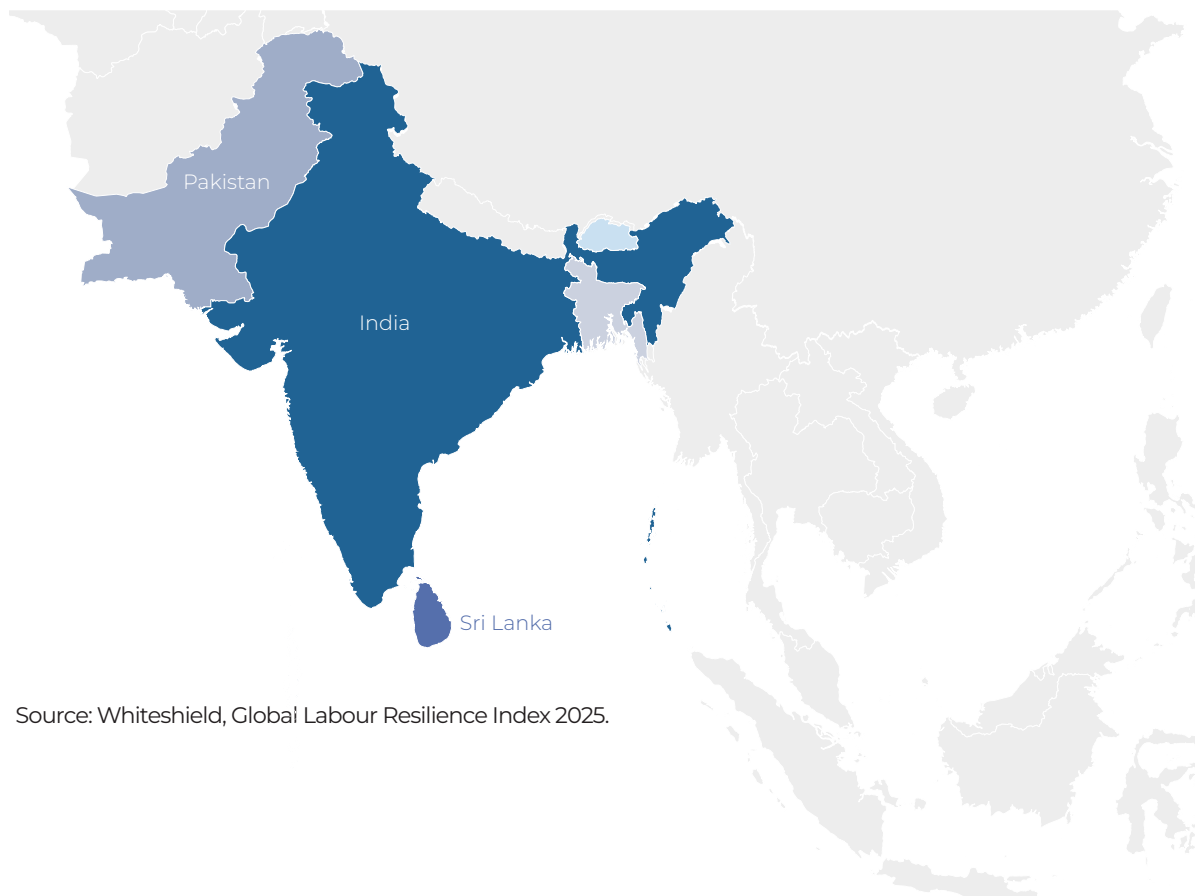 Pakistan
India
Sri Lanka
Source: Whiteshield, Global Labour Resilience Index 2025.